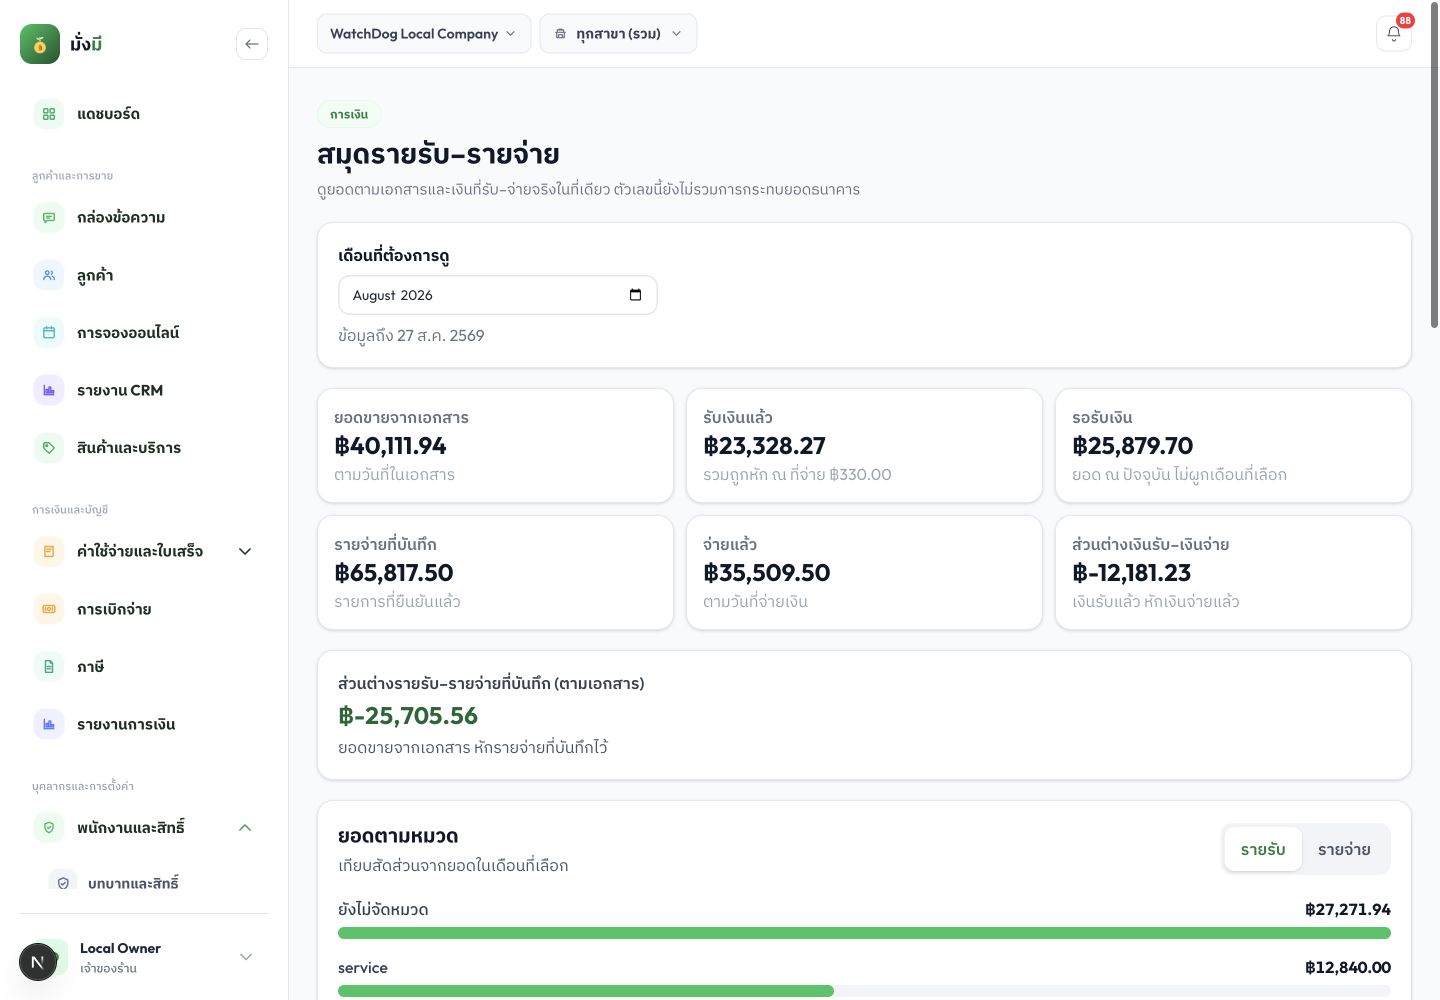 มั่งมี
WatchDog Local Company
ทุกสาขา (รวม)
88
แดชบอร์ด
ลูกค้าและการขาย
กล่องข้อความ
ลูกค้า
การจองออนไลน์
รายงาน CRM
สินค้าและบริการ
การเงินและบัญชี
ค่าใช้จ่ายและใบเสร็จ
การเบิกจ่าย
ภาษี
รายงานการเงิน
บุคลากรและการตั้งค่า
พนักงานและสิทธิ์
บทบาทและสิทธิ์
N
Local Owner
เจ้าของร้าน
การเงิน
สมุดรายรับ–รายจ่าย
ดูยอดตามเอกสารและเงินที่รับ–จ่ายจริงในที่เดียว ตัวเลขนี้ยังไม่รวมการกระทบยอดธนาคาร
เดือนที่ต้องการดู
August 2026
ข้อมูลถึง 27 ส.ค. 2569
ยอดขายจากเอกสาร
฿40,111.94
ตามวันที่ในเอกสาร
รับเงินแล้ว
฿23,328.27
รวมถูกหัก ณ ที่จ่าย ฿330.00
รอรับเงิน
฿25,879.70
ยอด ณ ปัจจุบัน ไม่ผูกเดือนที่เลือก
รายจ่ายที่บันทึก
฿65,817.50
รายการที่ยืนยันแล้ว
จ่ายแล้ว
฿35,509.50
ตามวันที่จ่ายเงิน
ส่วนต่างเงินรับ–เงินจ่าย
฿-12,181.23
เงินรับแล้ว หักเงินจ่ายแล้ว
ส่วนต่างรายรับ–รายจ่ายที่บันทึก (ตามเอกสาร)
฿-25,705.56
ยอดขายจากเอกสาร หักรายจ่ายที่บันทึกไว้
ยอดตามหมวด
เทียบสัดส่วนจากยอดในเดือนที่เลือก
รายรับ
รายจ่าย
ยังไม่จัดหมวด
฿27,271.94
service
฿12,840.00